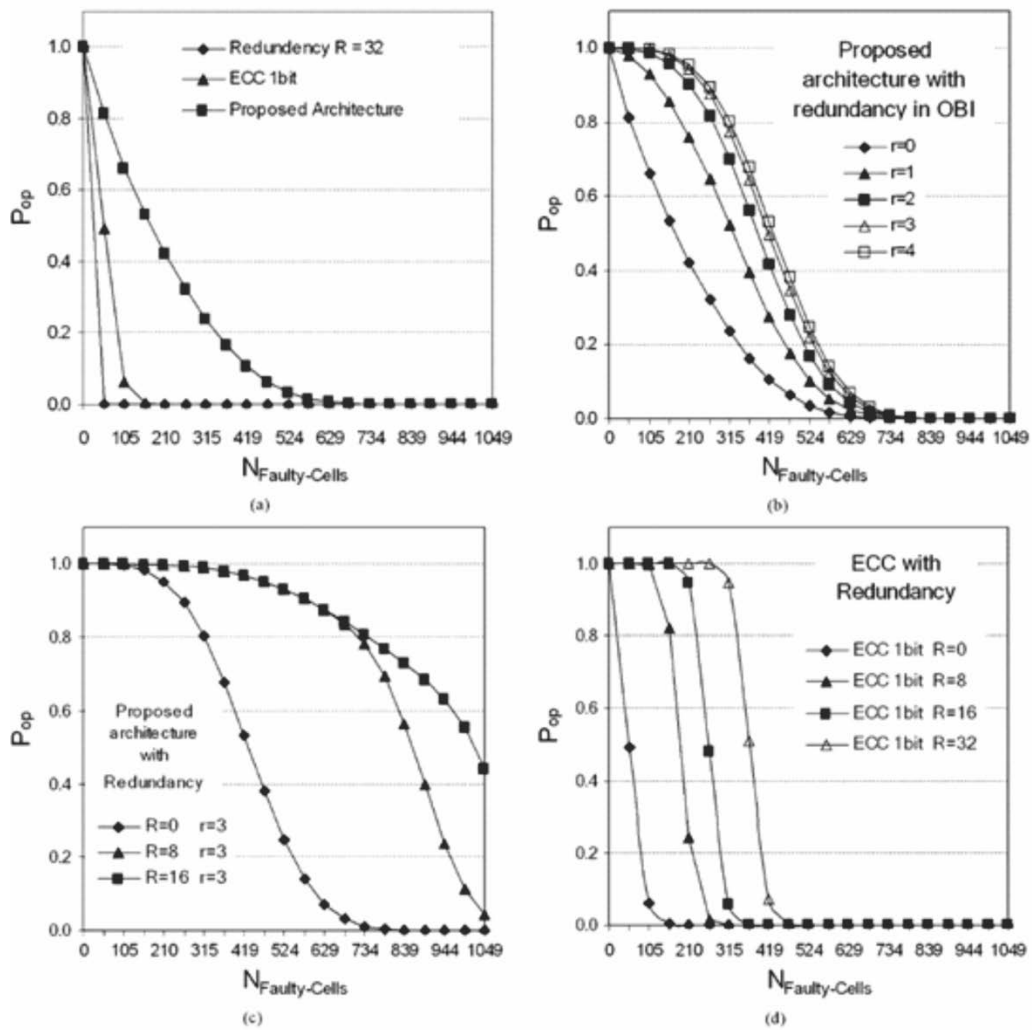 1.0
0.8
0.6
0.4
0.2
0.0
Pop
Redundency R = 32
ECC 1bit
Proposed Architecture
0 105 210 315 419 524 629 734 839 944 1049
NFaulty-Cells
(a)
1.0
0.8
0.6
0.4
0.2
0.0
Pop
Proposed
architecture with
redundancy in OBI
r=0
r=1
r=2
r=3
r=4
0 105 210 315 419 524 629 734 839 944 1049
NFaulty-Cells
(b)
1.0
0.8
0.6
0.4
0.2
0.0
Pop
Proposed
architecture
with
Redundancy
R=0 r=3
R=8 r=3
R=16 r=3
0 105 210 315 419 524 629 734 839 944 1049
NFaulty-Cells
(c)
1.0
0.8
0.6
0.4
0.2
0.0
Pop
ECC with
Redundancy
ECC 1bit R=0
ECC 1bit R=8
ECC 1bit R=16
ECC 1bit R=32
0 105 210 315 419 524 629 734 839 944 1049
NFaulty-Cells
(d)